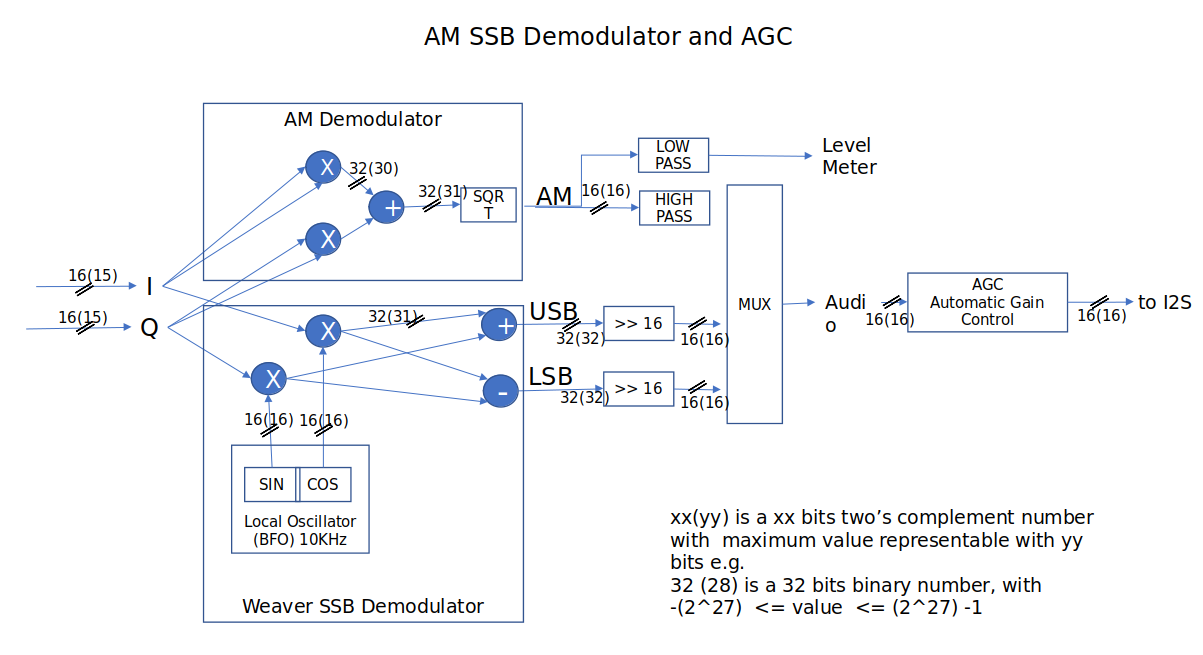 AM SSB Demodulator and AGC
AM Demodulator
X
32(30)
+
32(31)
SQR
T
X
AM
16(16)
LOW
PASS
HIGH
PASS
Level
Meter
16(15)
I
16(15)
Q
X
32(31)
X
+
-
USB
32(32)
>> 16
16(16)
LSB
32(32)
>> 16
16(16)
MUX
Audi
o
16(16)
AGC
Automatic Gain
Control
16(16)
to I2S
16(16)
16(16)
SIN
COS
Local Oscillator
(BFO) 10KHz
Weaver SSB Demodulator
xx(yy) is a xx bits two’s complement number
with  maximum value representable with yy
bits e.g.
32 (28) is a 32 bits binary number, with
-(2^27)  <= value  <= (2^27) -1